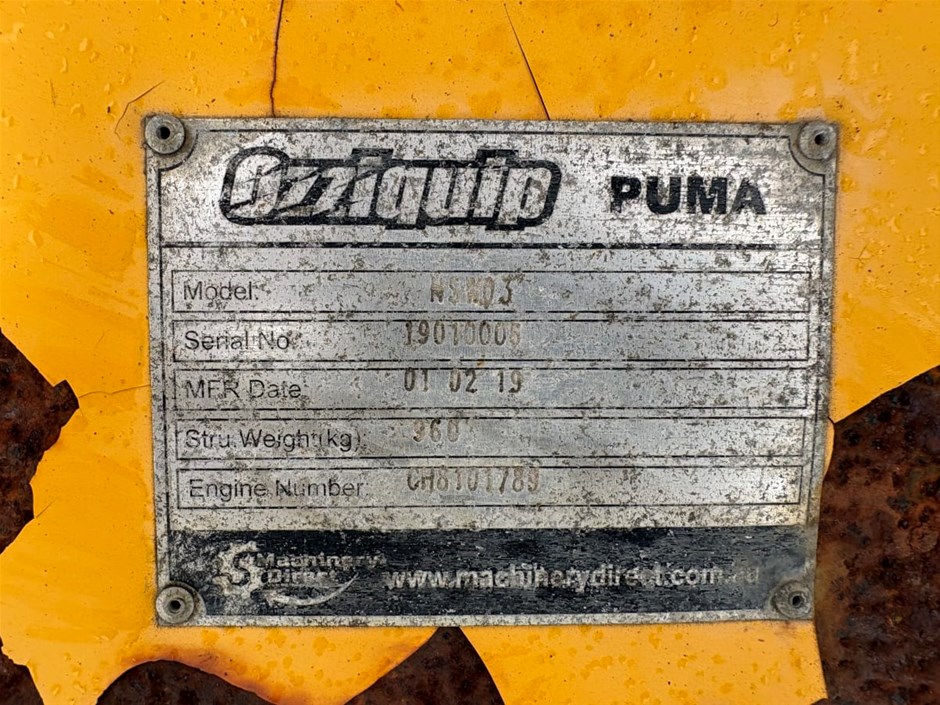 Ozziquip PUMA
Model:
Serial No. 19010006
MFR Date 01 02 19
Stru.Weight(kg) 960
Engine Number: CH8101789
Machinery
Direct
www.machinerydirect.com.au